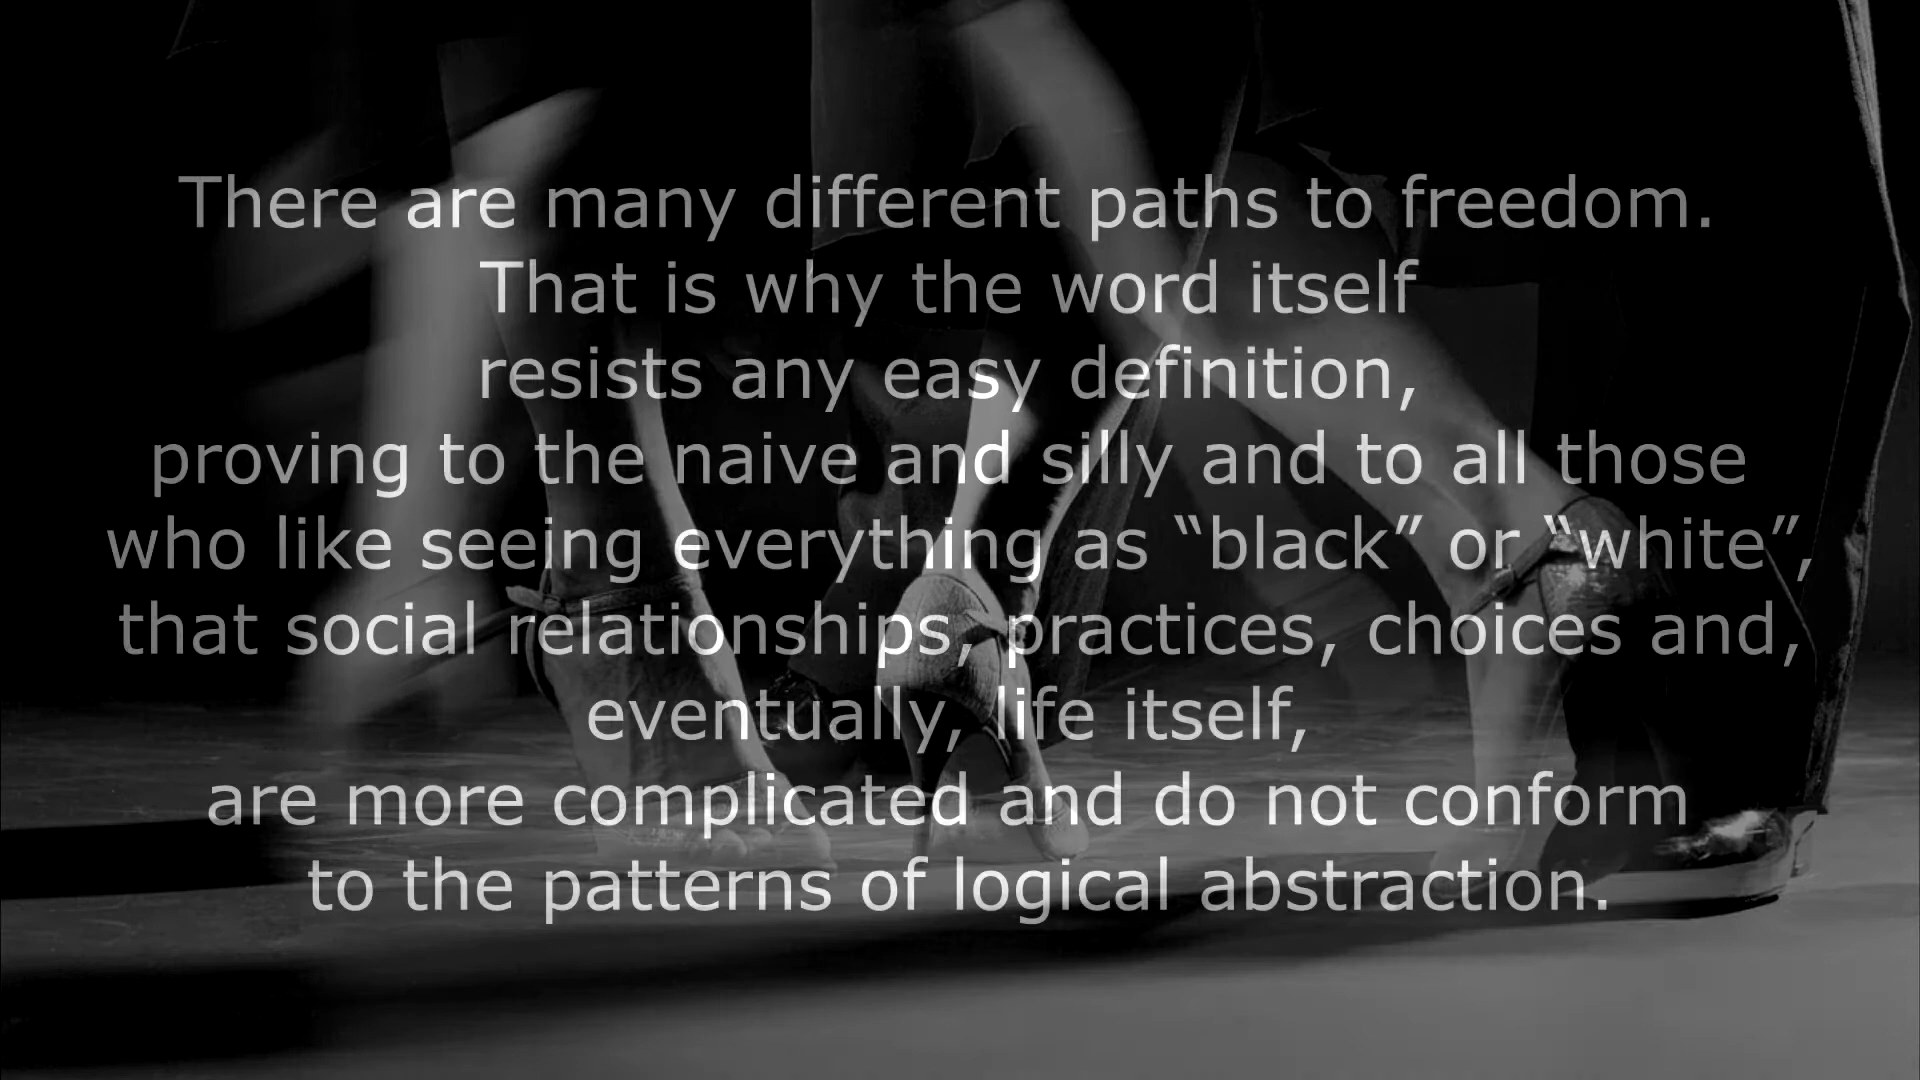 There are many different paths to freedom.
That is why the word itself
resists any easy definition,
proving to the naive and silly and to all those
who like seeing everything as “black” or “white”,
that social relationships, practices, choices and,
eventually, life itself,
are more complicated and do not conform
to the patterns of logical abstraction.